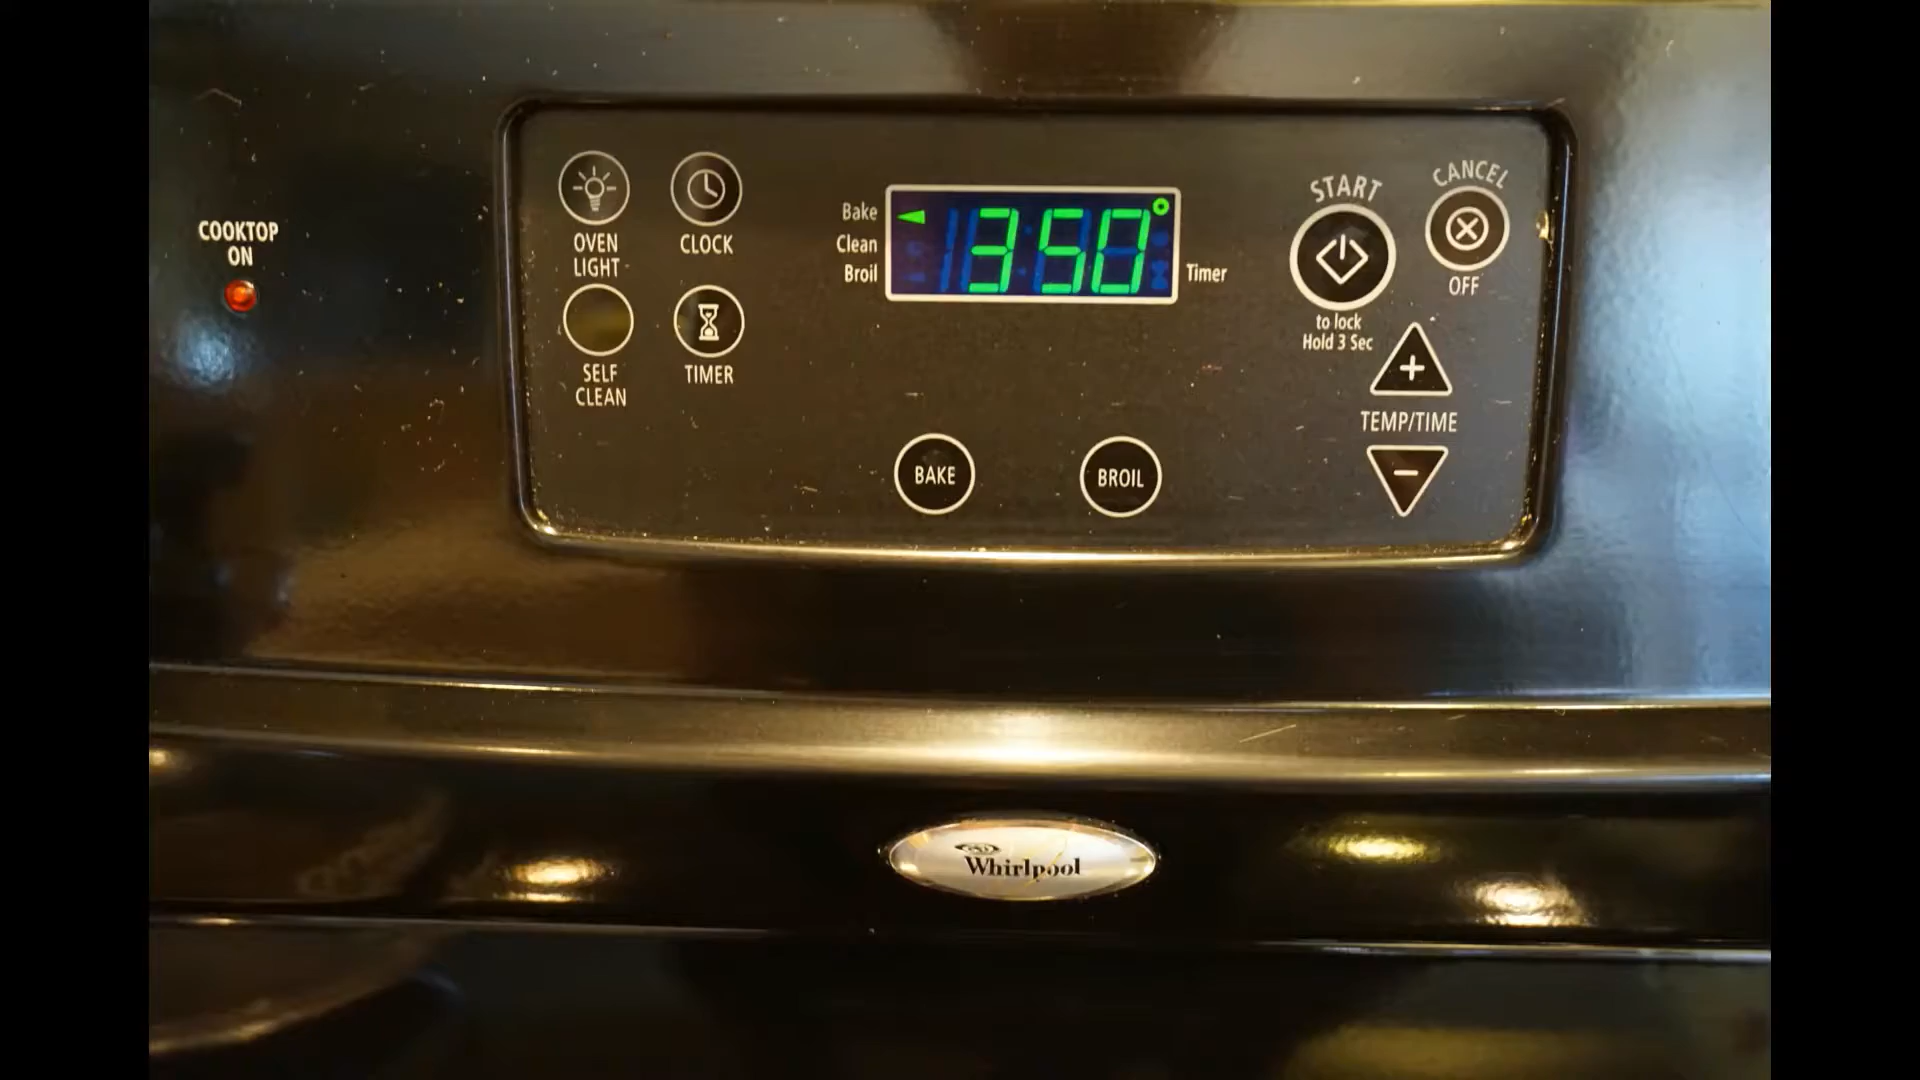 COOKTOP
ON
OVEN
LIGHT
CLOCK
SELF
CLEAN
TIMER
Bake
Clean
Broil
350°
Timer
START
to lock
Hold 3 Sec
CANCEL
OFF
+
TEMP/TIME
-
BAKE
BROIL
Whirlpool